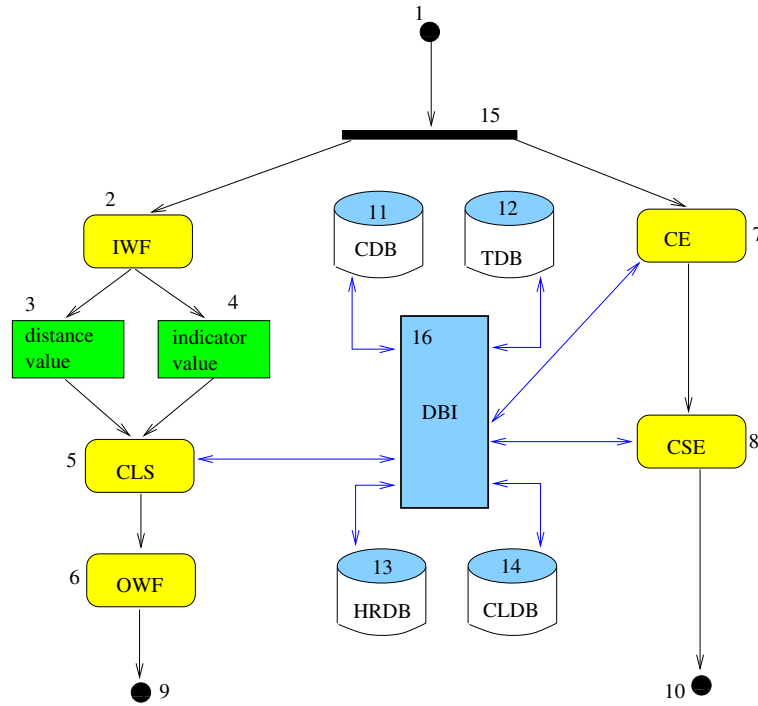 1
15
2
IWF
11
CDB
12
TDB
CE
7
3
distance
value
4
indicator
value
16
DBI
5
CLS
CSE
8
6
OWF
13
HRDB
14
CLDB
9
10